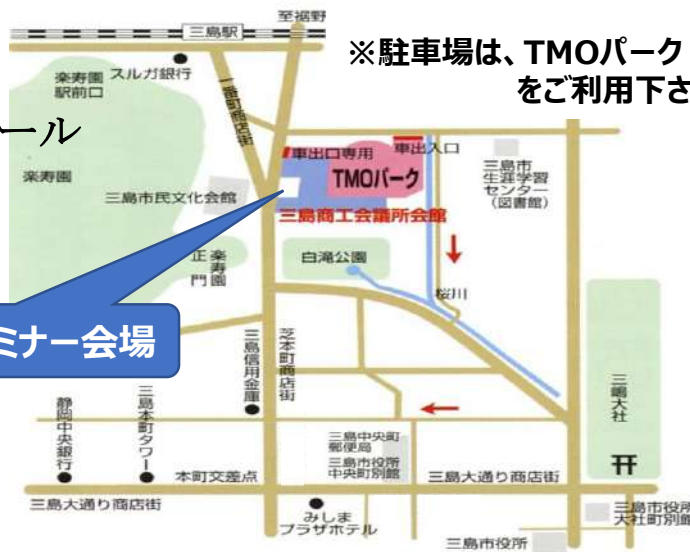 至裾野
三島駅
※駐車場は、TMOパーク
をご利用下さ
楽寿園
駅前口
スルガ銀行
一番町商店街
ール
車出口専用
車出入口
TMOパーク
三島市
生涯学習
センター
(図書館)
楽寿園
三島市民文化会館
三島商工会議所会館
楽寿園
正門
白滝公園
桜川
ミナー会場
三島信用金庫
芝本町商店街
静岡中央銀行
三島本町タワー
三嶋大社
三島中央町
郵便局
三島市役所
中央町別館
本町交差点
三島大通り商店街
三島大通り商店街
みしま
プラザホテル
三島市役所
大社町別館
三島市役所